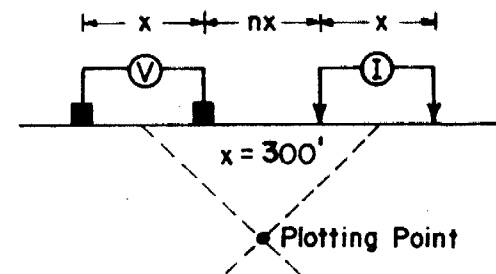 x nx x
V I
x = 300'
Plotting Point